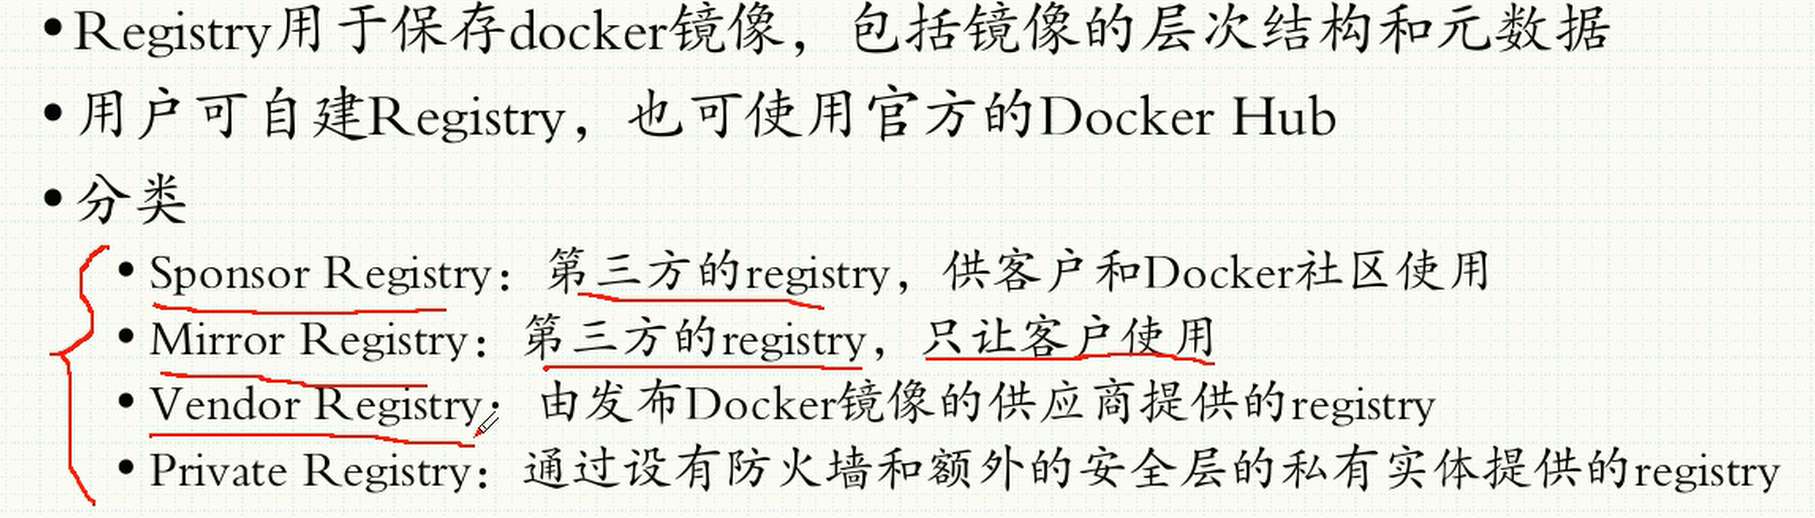 •Registry用于保存docker镜像，包括镜像的层次结构和元数据
•用户可自建Registry，也可使用官方的Docker Hub
•分类
•Sponsor Registry：第三方的registry，供客户和Docker社区使用
•Mirror Registry：第三方的registry，只让客户使用
•Vendor Registry：由发布Docker镜像的供应商提供的registry
•Private Registry：通过设有防火墙和额外的安全层的私有实体提供的registry